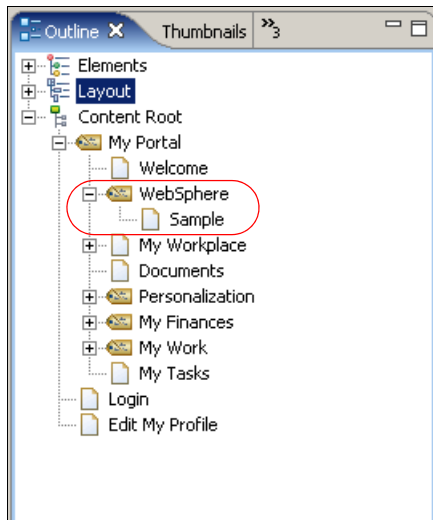 Outline Thumbnails »3
Elements
Layout
Content Root
My Portal
Welcome
WebSphere
Sample
My Workplace
Documents
Personalization
My Finances
My Work
My Tasks
Login
Edit My Profile